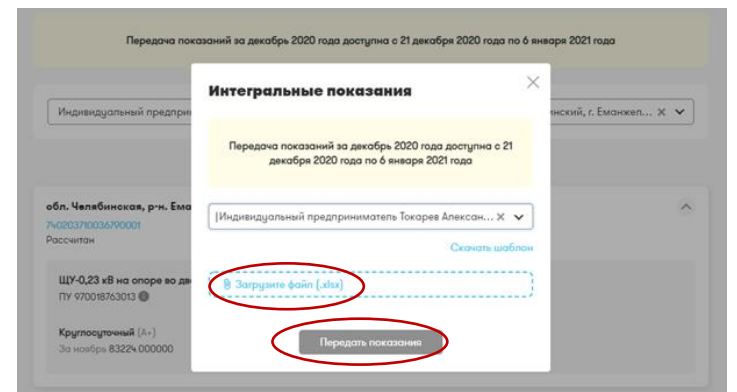 Передача показаний за декабрь 2020 года доступна с 21 декабря 2020 года по 6 января 2021 года
Интегральные показания
Индивидуальный предпри
нский, г. Еманжел...
Передача показаний за декабрь 2020 года доступна с 21
декабря 2020 года по 6 января 2021 года
обл. Челябинская, р-н. Ема
Индивидуальный предприниматель Токарев Алексан...
740203710036790001
Рассчитан
Скачать шаблон
ЩУ-0,23 кВ на опоре во дв
Загрузите файл (.xlsx)
ПУ 970018763013
Круглосуточный (А+)
Передать показания
За ноябрь 83224.000000